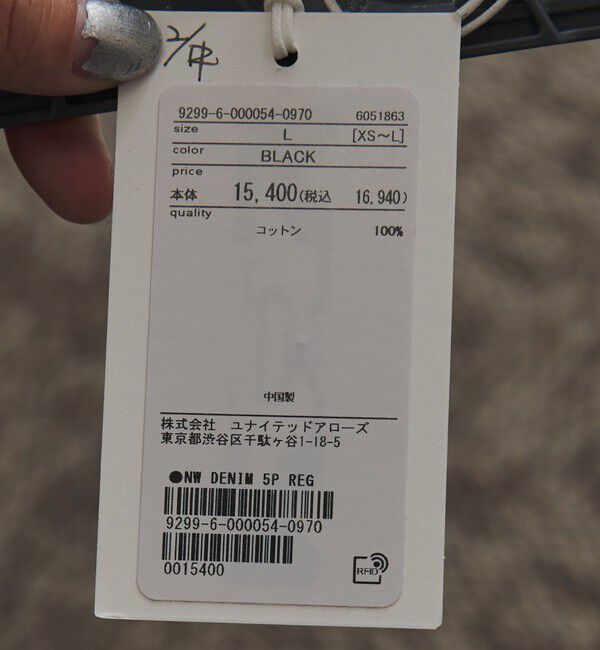 2/中
9299-6-000054-0970 6051863
size L [XS〜L]
color BLACK
price
本体 15,400(税込 16,940)
quality
コットン 100%
中国製
株式会社 ユナイテッドアローズ
東京都渋谷区千駄ヶ谷1-18-5
●NW DENIM 5P REG
9299-6-000054-0970
0015400
RFID